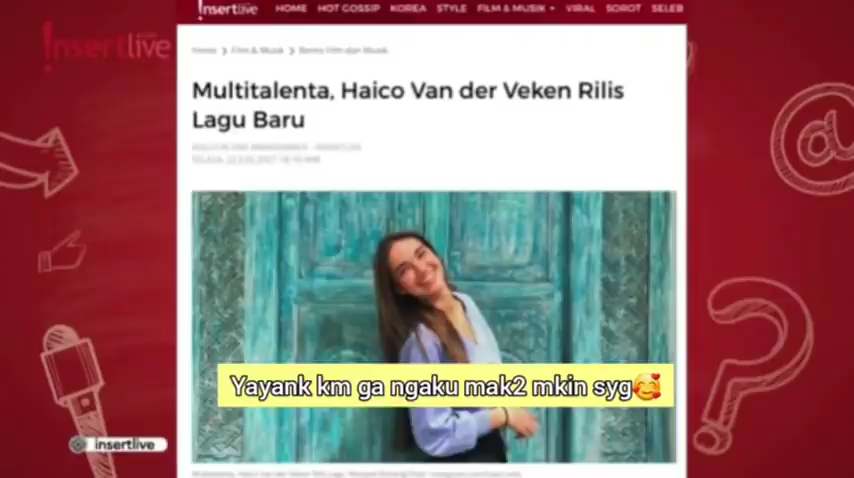 insertlive
insertlive
HOME HOT GOSSIP KOREA STYLE FILM & MUSIK VIRAL SOROT SELEB
Home > Film & Musik > Berita Film dan Musik
Multitalenta, Haico Van der Veken Rilis
Lagu Baru
@
Yayank km ga ngaku mak2 mkin syg🥰
?
insertlive